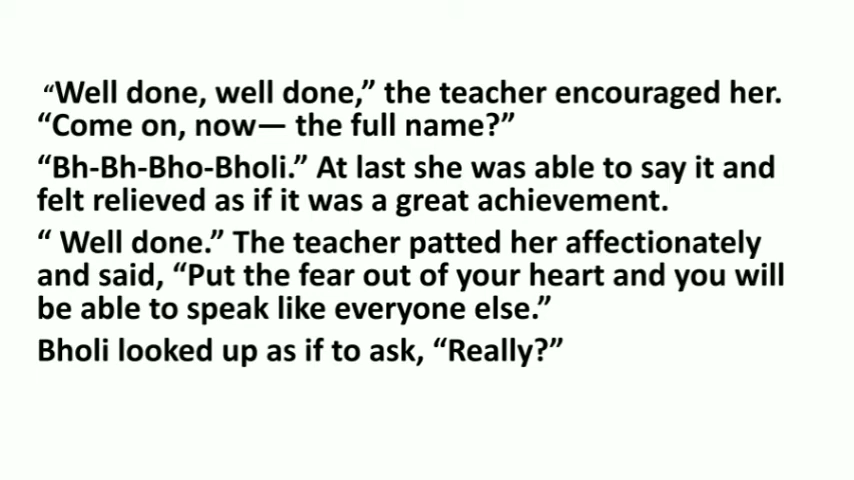 “Well done, well done,” the teacher encouraged her.
“Come on, now— the full name?”
“Bh-Bh-Bho-Bholi.” At last she was able to say it and
felt relieved as if it was a great achievement.
“ Well done.” The teacher patted her affectionately
and said, “Put the fear out of your heart and you will
be able to speak like everyone else.”
Bholi looked up as if to ask, “Really?”